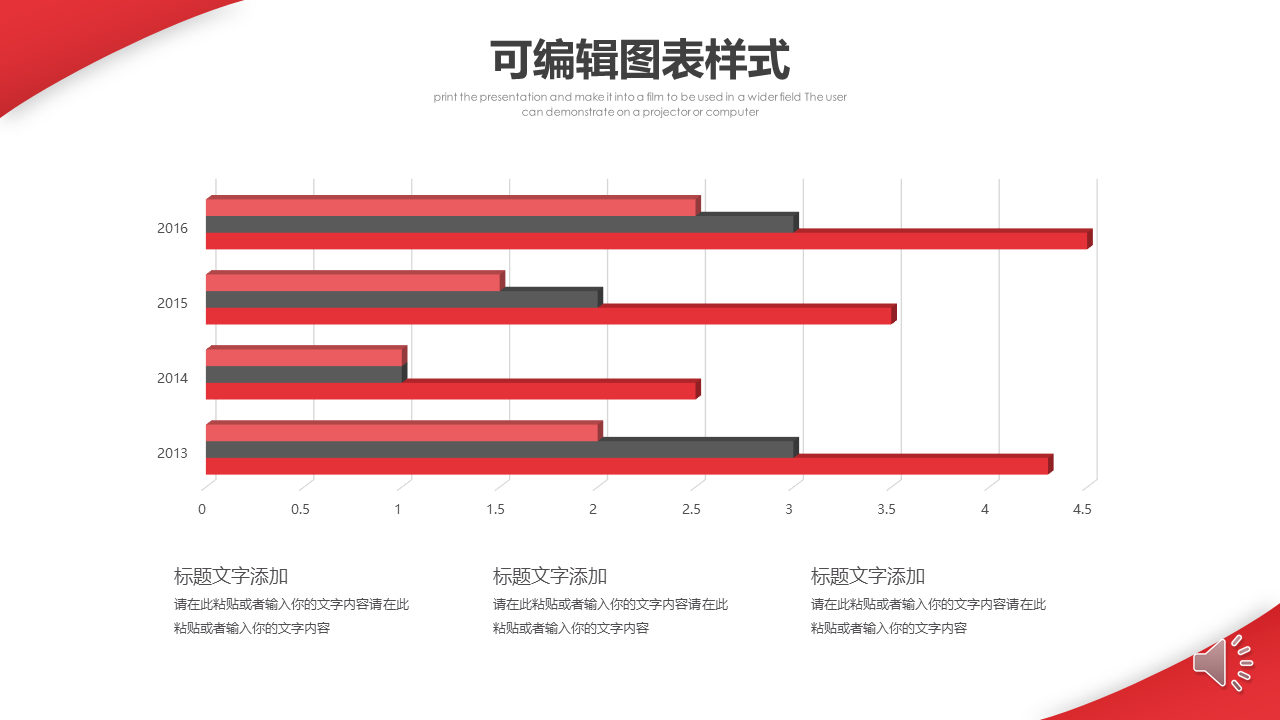 可编辑图表样式
print the presentation and make it into a film to be used in a wider field The user
can demonstrate on a projector or computer
2016
2015
2014
2013
0 0.5 1 1.5 2 2.5 3 3.5 4 4.5
标题文字添加
请在此粘贴或者输入你的文字内容请在此
粘贴或者输入你的文字内容
标题文字添加
请在此粘贴或者输入你的文字内容请在此
粘贴或者输入你的文字内容
标题文字添加
请在此粘贴或者输入你的文字内容请在此
粘贴或者输入你的文字内容